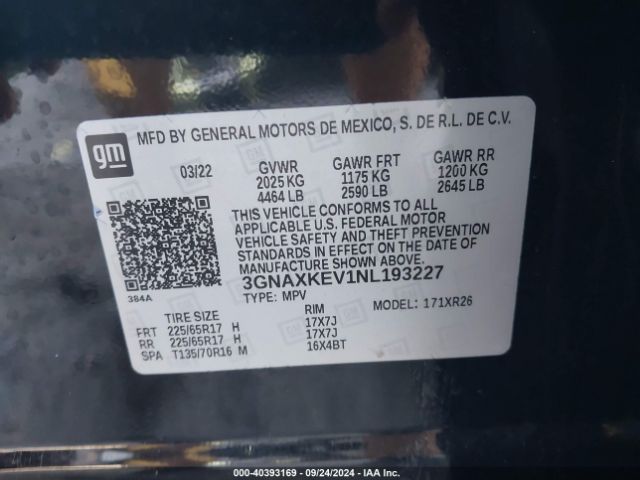 gm
MFD BY GENERAL MOTORS DE MEXICO, S. DE R.L. DE C.V.
03/22 GVWR GAWR FRT GAWR RR
2025 KG 1175 KG 1200 KG
4464 LB 2590 LB 2645 LB
THIS VEHICLE CONFORMS TO ALL
APPLICABLE U.S. FEDERAL MOTOR
VEHICLE SAFETY AND THEFT PREVENTION
STANDARDS IN EFFECT ON THE DATE OF
MANUFACTURE SHOWN ABOVE.
384A
3GNAXKEV1NL193227
TYPE: MPV MODEL: 171XR26
TIRE SIZE RIM
FRT 225/65R17 H 17X7J
RR 225/65R17 H 17X7J
SPA T135/70R16 M 16X4BT
000-40393169 - 09/24/2024 - IAA Inc.